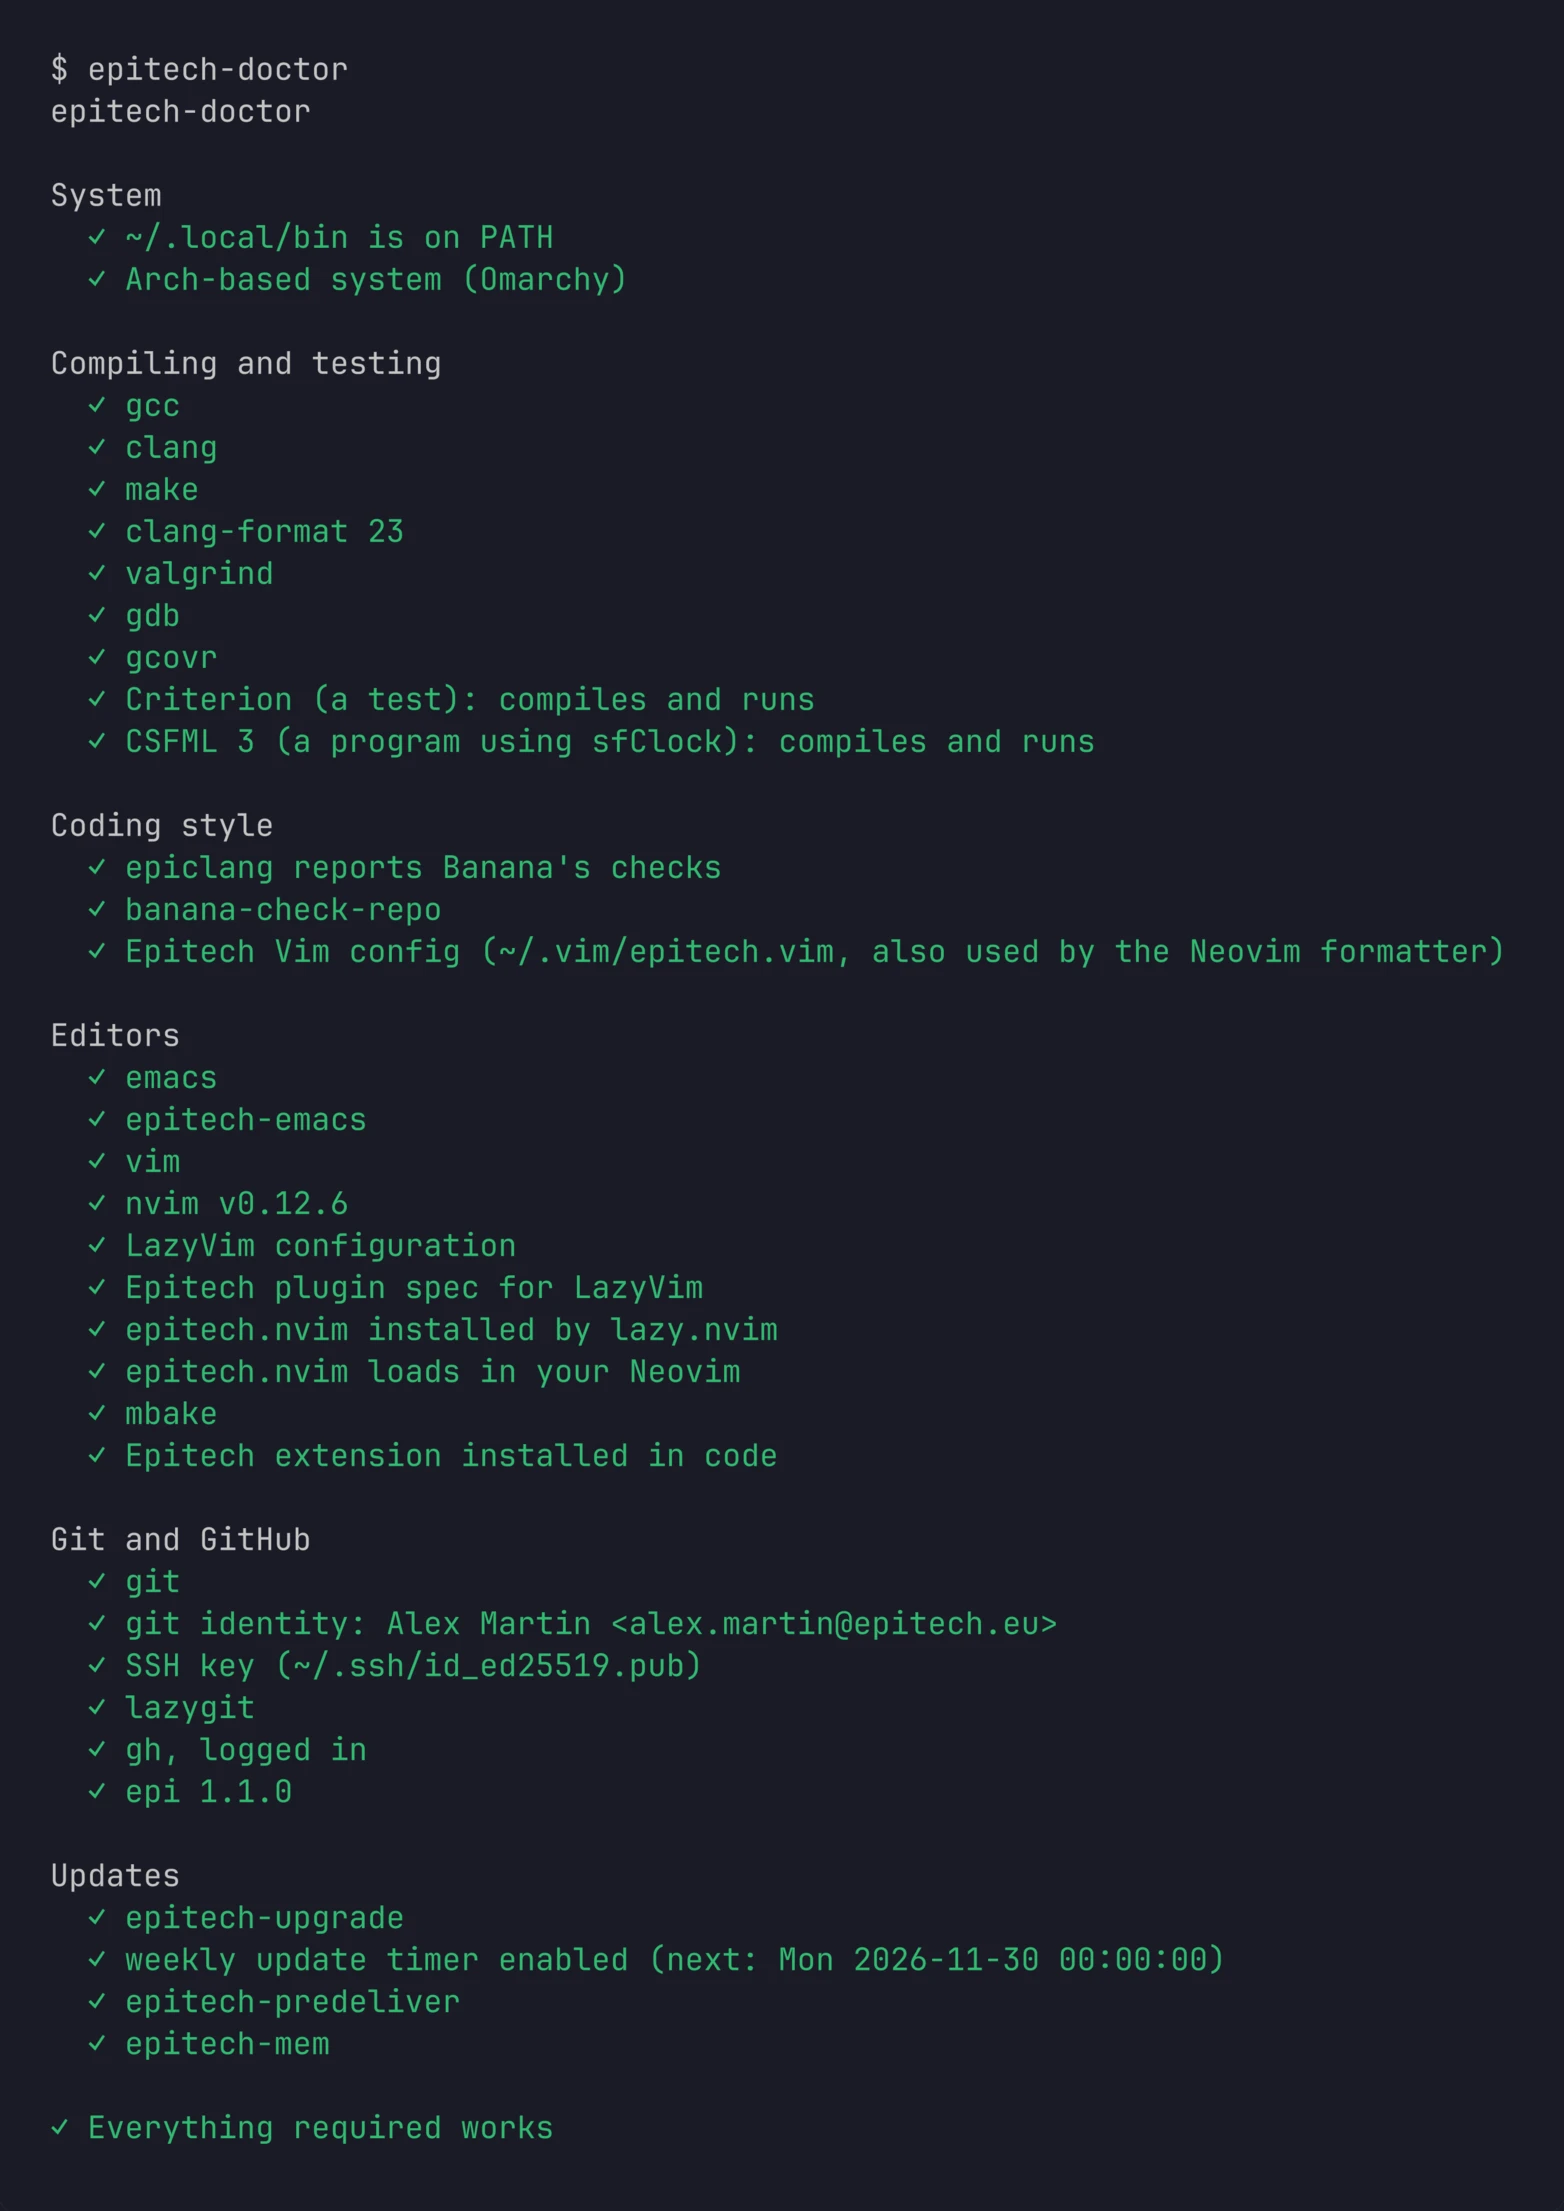 $ epitech-doctor
epitech-doctor
System
✓ ~/.local/bin is on PATH
✓ Arch-based system (Omarchy)
Compiling and testing
✓ gcc
✓ clang
✓ make
✓ clang-format 23
✓ valgrind
✓ gdb
✓ gcovr
✓ Criterion (a test): compiles and runs
✓ CSFML 3 (a program using sfClock): compiles and runs
Coding style
✓ epiclang reports Banana's checks
✓ banana-check-repo
✓ Epitech Vim config (~/.vim/epitech.vim, also used by the Neovim formatter)
Editors
✓ emacs
✓ epitech-emacs
✓ vim
✓ nvim v0.12.6
✓ LazyVim configuration
✓ Epitech plugin spec for LazyVim
✓ epitech.nvim installed by lazy.nvim
✓ epitech.nvim loads in your Neovim
✓ mbake
✓ Epitech extension installed in code
Git and GitHub
✓ git
✓ git identity: Alex Martin <alex.martin@epitech.eu>
✓ SSH key (~/.ssh/id_ed25519.pub)
✓ lazygit
✓ gh, logged in
✓ epi 1.1.0
Updates
✓ epitech-upgrade
✓ weekly update timer enabled (next: Mon 2026-11-30 00:00:00)
✓ epitech-predeliver
✓ epitech-mem
✓ Everything required works